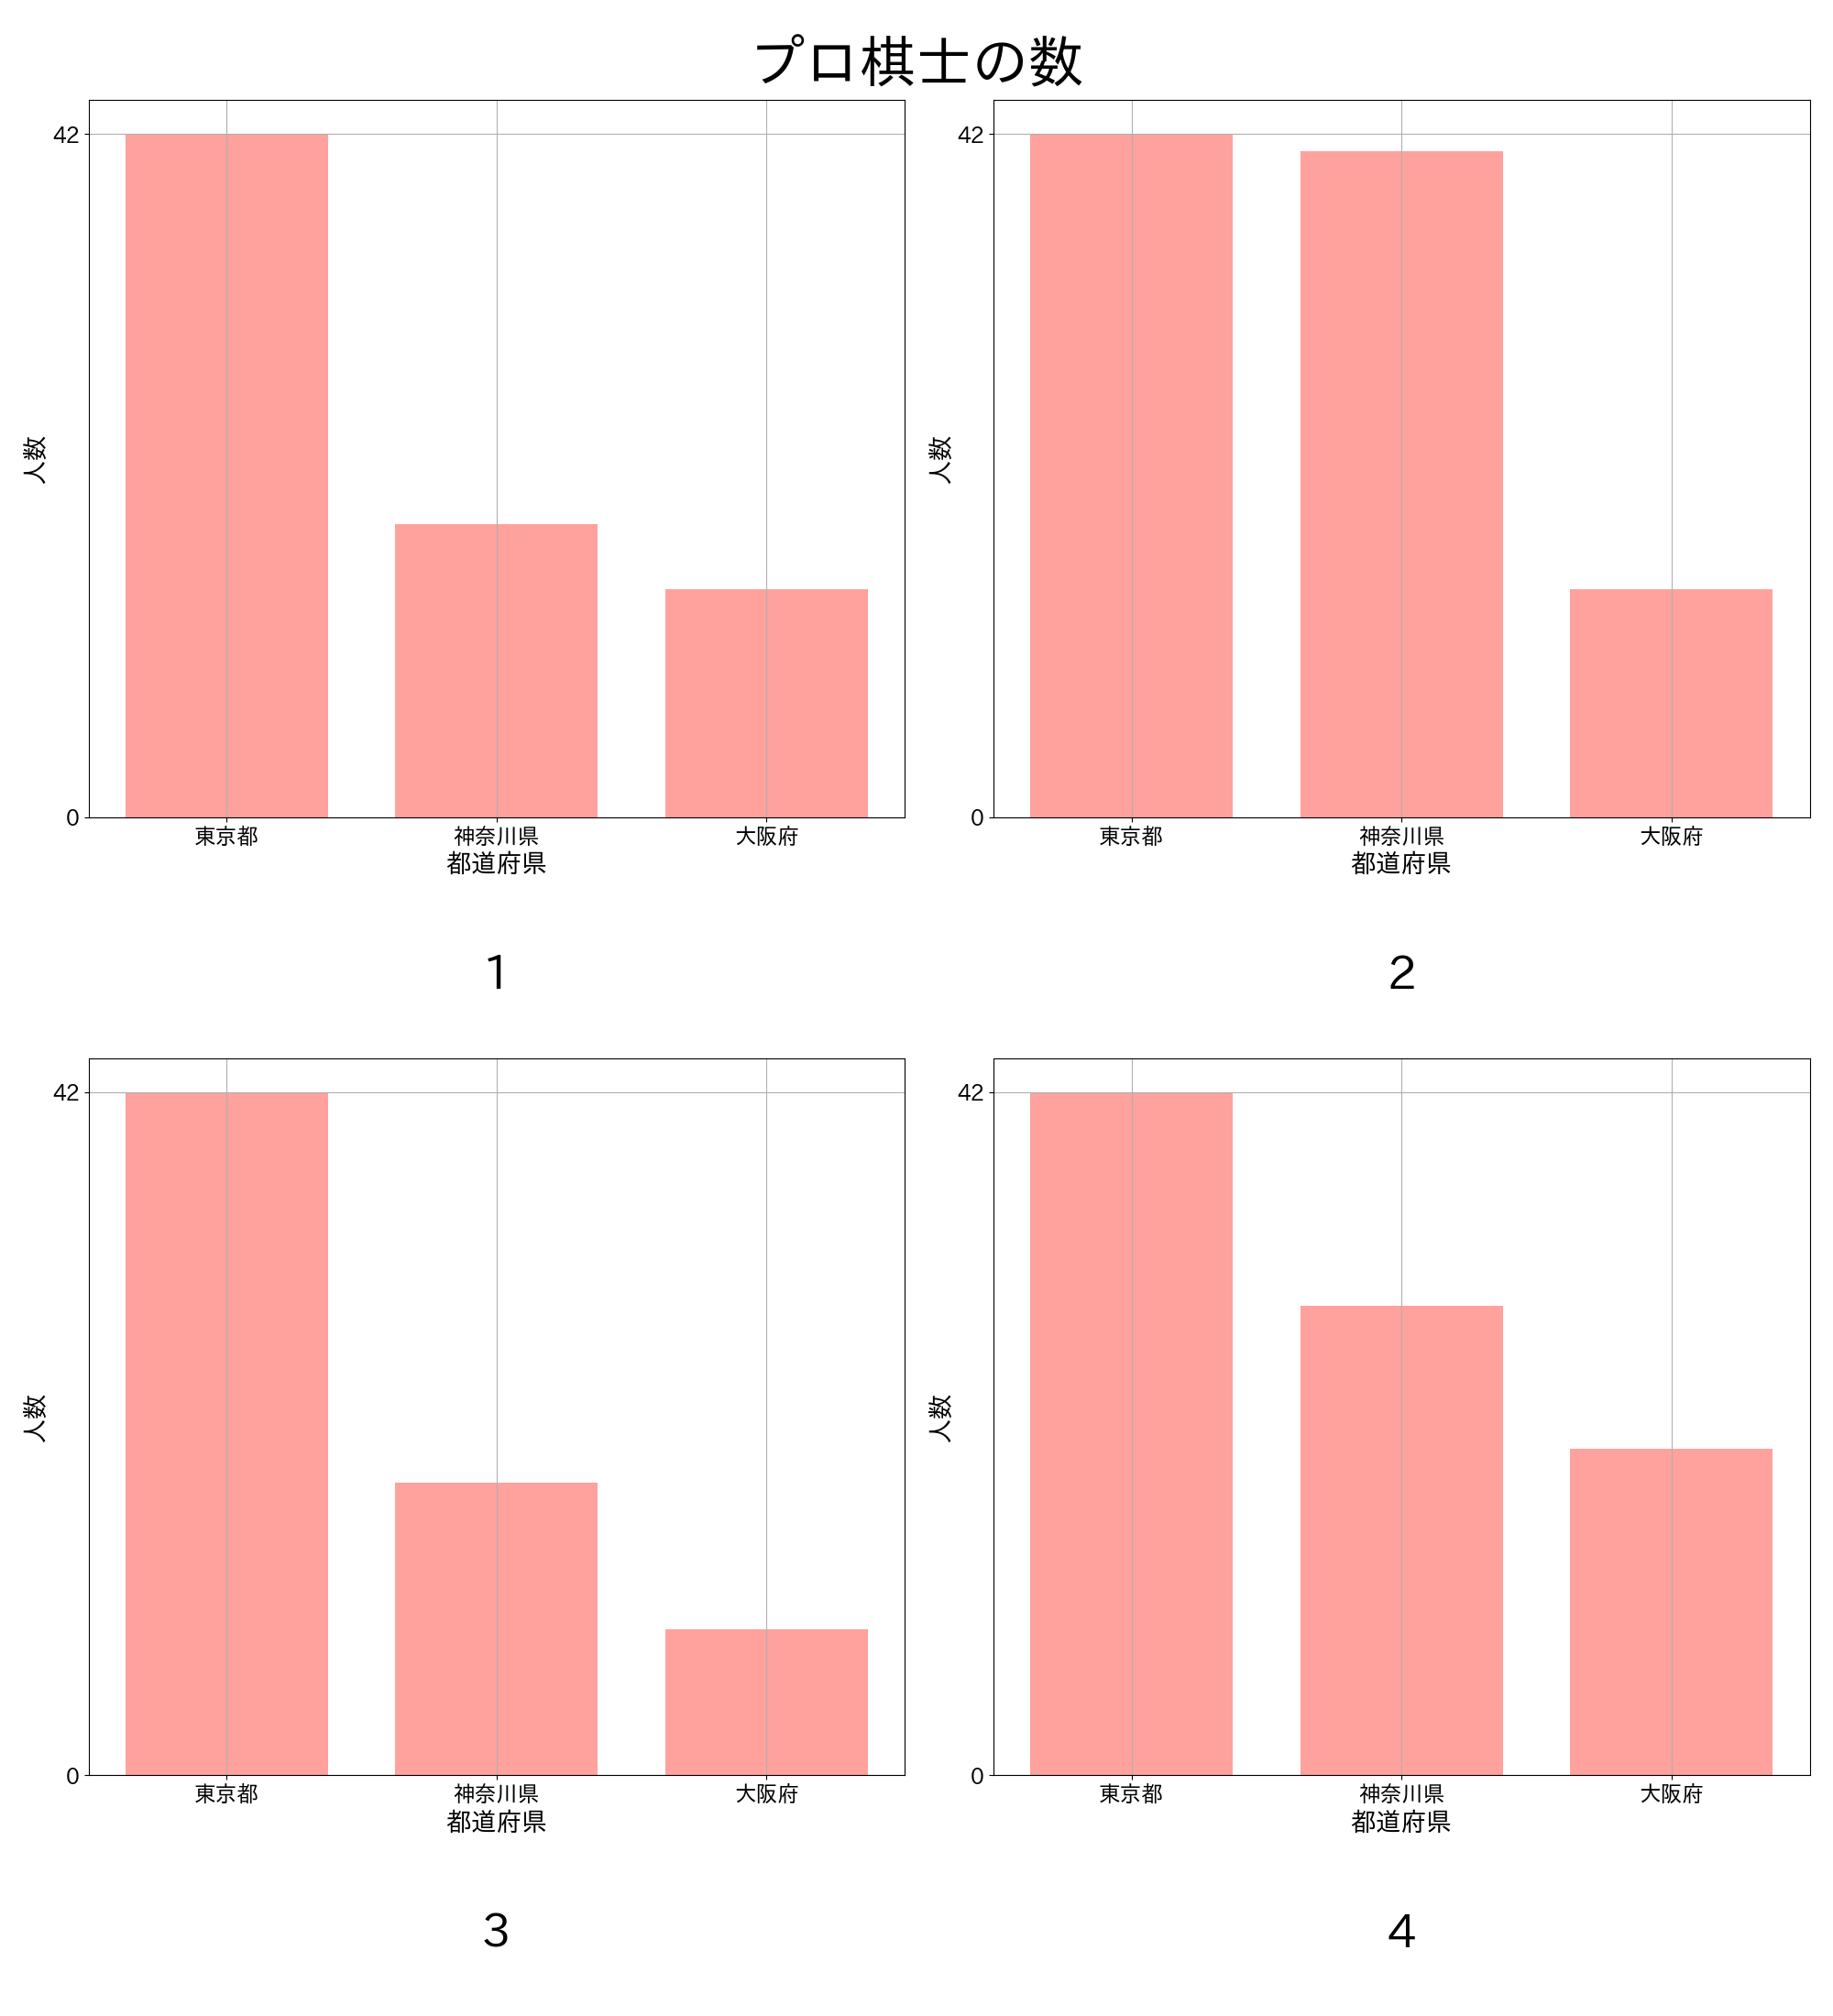 プロ棋士の数
42
人数
0
東京都 神奈川県 大阪府
都道府県
1
42
人数
0
東京都 神奈川県 大阪府
都道府県
2
42
人数
0
東京都 神奈川県 大阪府
都道府県
3
42
人数
0
東京都 神奈川県 大阪府
都道府県
4